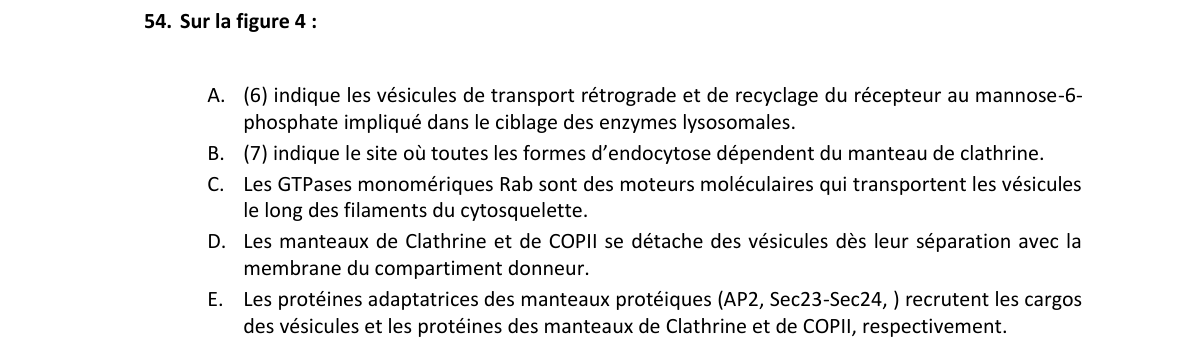 54. Sur la figure 4 :
A. (6) indique les vésicules de transport rétrograde et de recyclage du récepteur au mannose-6-
phosphate impliqué dans le ciblage des enzymes lysosomales.
B. (7) indique le site où toutes les formes d’endocytose dépendent du manteau de clathrine.
C. Les GTPases monomériques Rab sont des moteurs moléculaires qui transportent les vésicules
le long des filaments du cytosquelette.
D. Les manteaux de Clathrine et de COPII se détache des vésicules dès leur séparation avec la
membrane du compartiment donneur.
E. Les protéines adaptatrices des manteaux protéiques (AP2, Sec23-Sec24, ) recrutent les cargos
des vésicules et les protéines des manteaux de Clathrine et de COPII, respectivement.